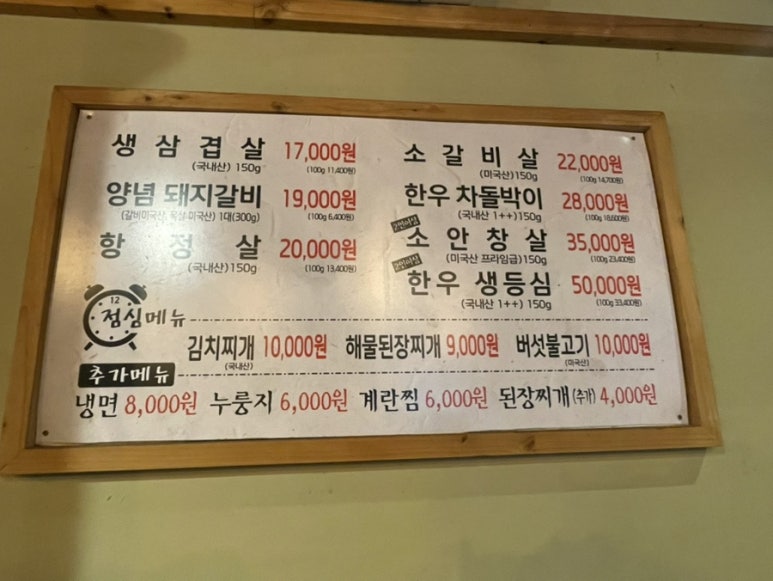 생삼겹살 17,000원
(국내산) 150g (100g 11,400원)
양념 돼지갈비 19,000원
(갈비미국산, 목살미국산) 1대(300g) (100g 6,400원)
항정살 20,000원
(국내산) 150g (100g 13,400원)
소갈비살 22,000원
(미국산) 150g (100g 14,700원)
한우 차돌박이 28,000원
(국내산 1++) 150g (100g 18,600원)
소안창살 35,000원
(미국산 프라임급) 150g (100g 23,400원)
한우 생등심 50,000원
(국내산 1++) 150g (100g 33,400원)
12
점심메뉴
김치찌개 10,000원 해물된장찌개 9,000원 버섯불고기 10,000원
(국내산) (미국산)
추가메뉴
냉면 8,000원 누룽지 6,000원 계란찜 6,000원 된장찌개(추가) 4,000원